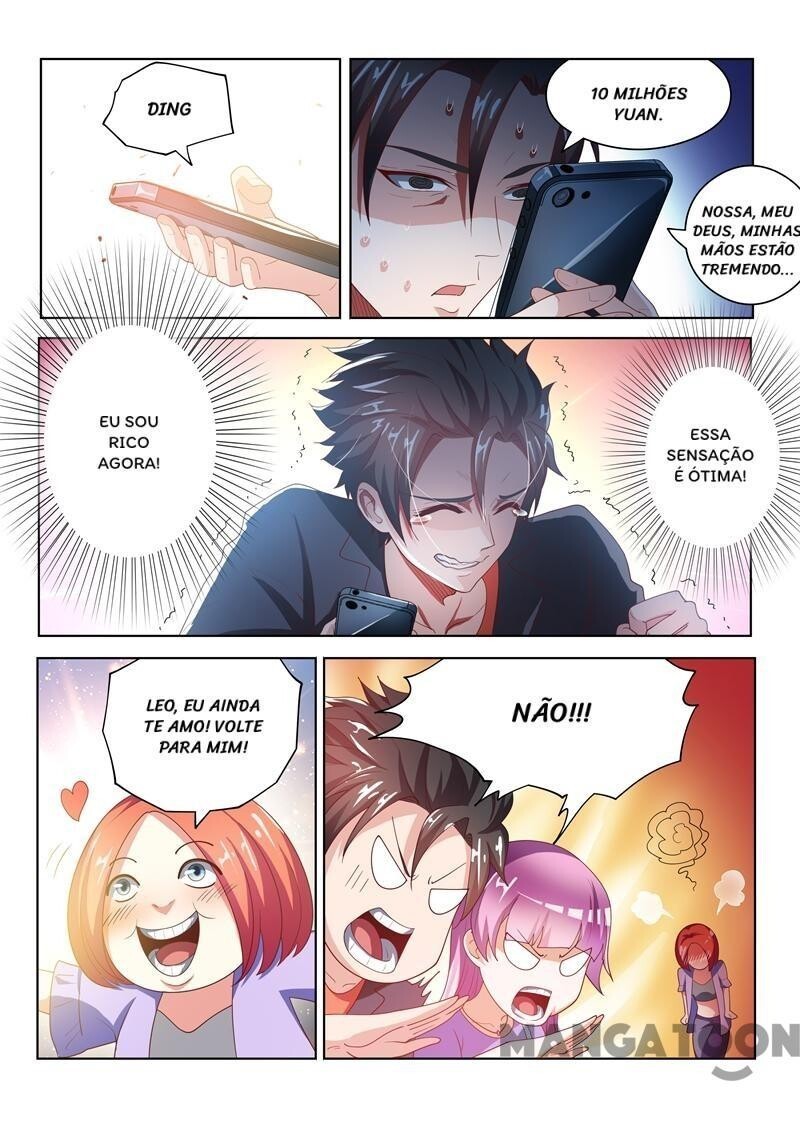 DING
10 MILHÕES
YUAN.
NOSSA, MEU
DEUS, MINHAS
MÃOS ESTÃO
TREMENDO...
EU SOU
RICO
AGORA!
ESSA
SENSAÇÃO
É ÓTIMA!
LEO, EU AINDA
TE AMO! VOLTE
PARA MIM!
NÃO!!!
MANGATOON